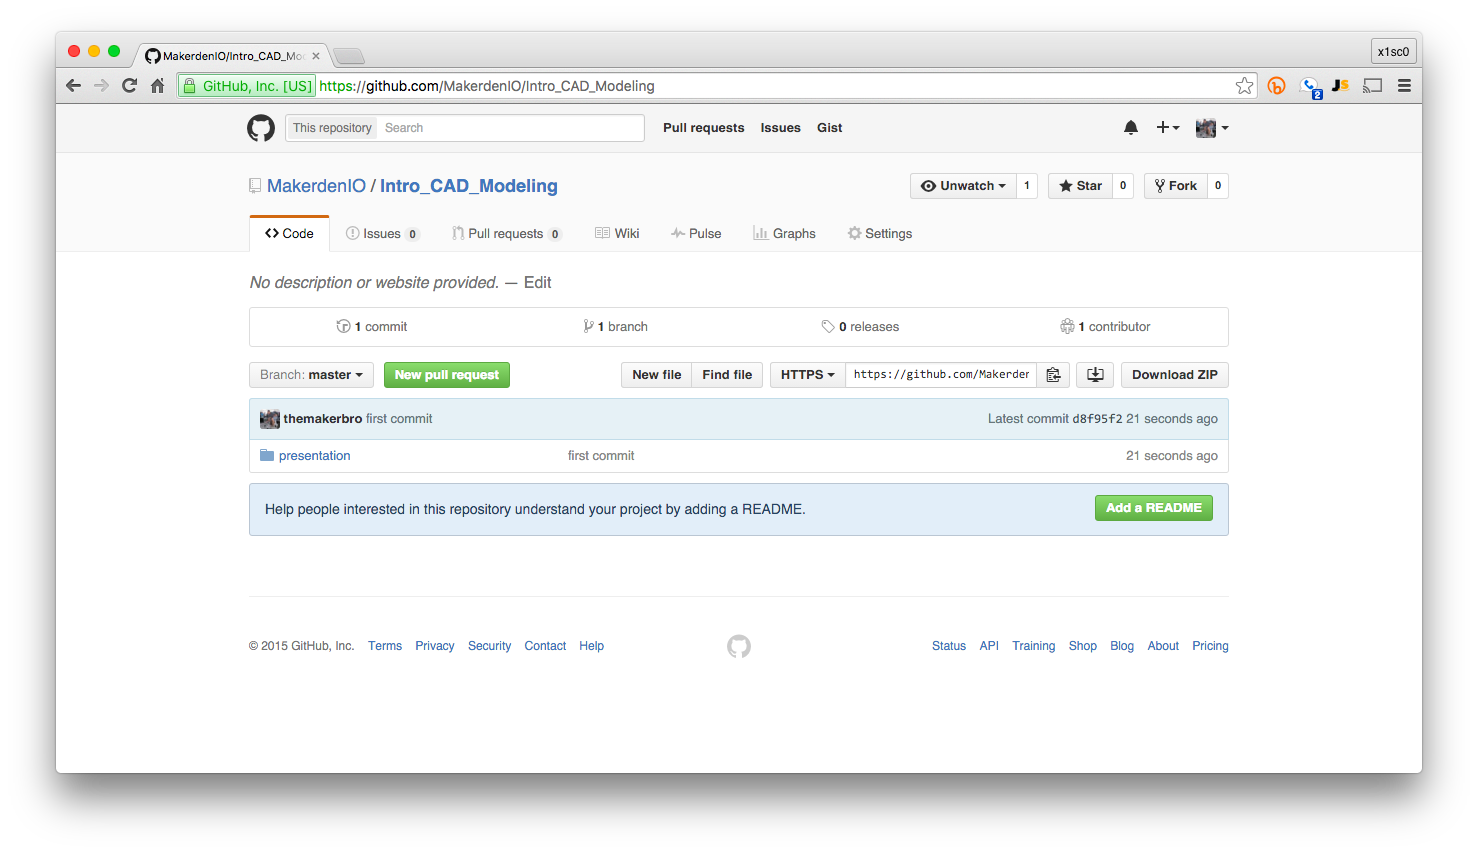 MakerdenIO/Intro_CAD_Mo
x1sc0
GitHub, Inc. [US] https://github.com/MakerdenIO/Intro_CAD_Modeling
2
JS
This repository Search Pull requests Issues Gist
MakerdenIO / Intro_CAD_Modeling
Unwatch 1 Star 0 Fork 0
Code Issues 0 Pull requests 0 Wiki Pulse Graphs Settings
No description or website provided. — Edit
1 commit 1 branch 0 releases 1 contributor
Branch: master New pull request New file Find file HTTPS https://github.com/Makerder Download ZIP
themakerbro first commit Latest commit d8f95f2 21 seconds ago
presentation first commit 21 seconds ago
Help people interested in this repository understand your project by adding a README. Add a README
© 2015 GitHub, Inc. Terms Privacy Security Contact Help Status API Training Shop Blog About Pricing